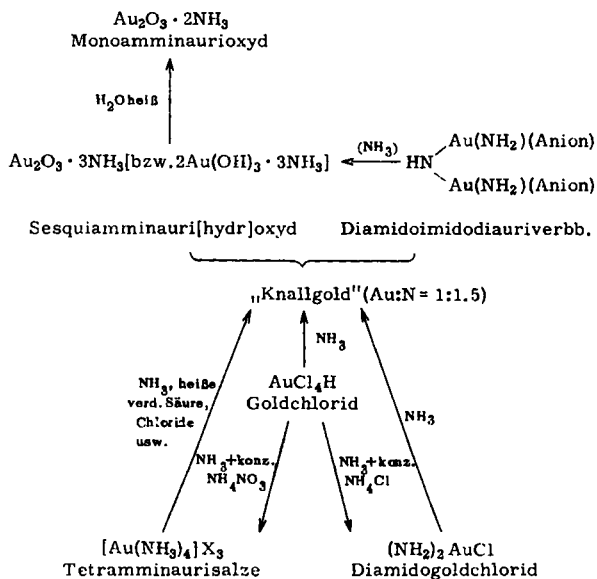 Au₂O₃ · 2NH₃
Monoamminaurioxyd
H₂O heiß
Au(NH₂)(Anion)
(NH₃)
Au₂O₃ · 3NH₃[bzw. 2Au(OH)₃ · 3NH₃]
HN
Au(NH₂)(Anion)
Sesquiamminauri[hydr]oxyd
Diamidoimidodiauriverbb.
„Knallgold" (Au:N = 1:1.5)
NH₃
NH₃, heiße
verd. Säure,
Chloride
usw.
AuCl₄H
Goldchlorid
NH₃
NH₃+konz.
NH₄NO₃
NH₃+konz.
NH₄Cl
[Au(NH₃)₄]X₃
Tetramminaurisalze
(NH₂)₂ AuCl
Diamidogoldchlorid